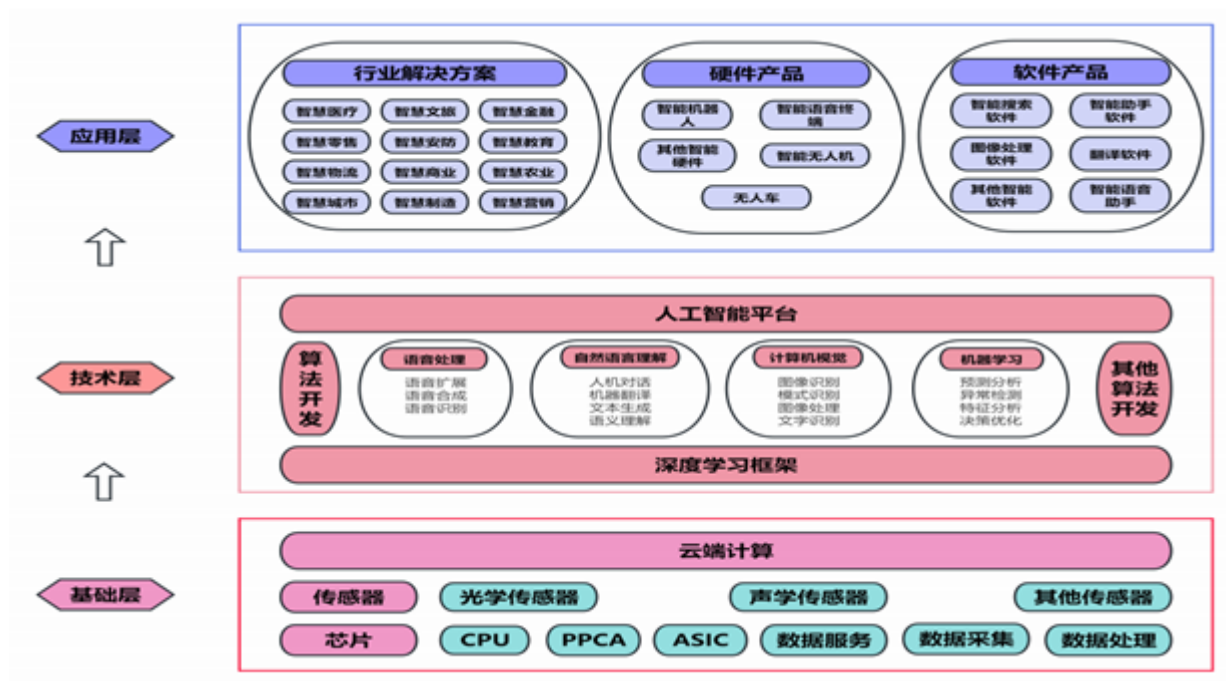 应用层
行业解决方案
智慧医疗
智慧文旅
智慧金融
智慧零售
智慧安防
智慧教育
智慧物流
智慧商业
智慧农业
智慧城市
智慧制造
智慧营销
硬件产品
智能机器
人
智能语音终
端
其他智能
硬件
智能无人机
无人车
软件产品
智能搜索
软件
智能助手
软件
图像处理
软件
翻译软件
其他智能
软件
智能语音
助手
技术层
人工智能平台
算
法
开
发
语音处理
语音扩展
语音合成
语音识别
自然语言理解
人机对话
机器翻译
文本生成
语义理解
计算机视觉
图像识别
模式识别
图像处理
文字识别
机器学习
预测分析
异常检测
特征分析
决策优化
其他
算法
开发
深度学习框架
基础层
云端计算
传感器
光学传感器
声学传感器
其他传感器
芯片
CPU
PPCA
ASIC
数据服务
数据采集
数据处理